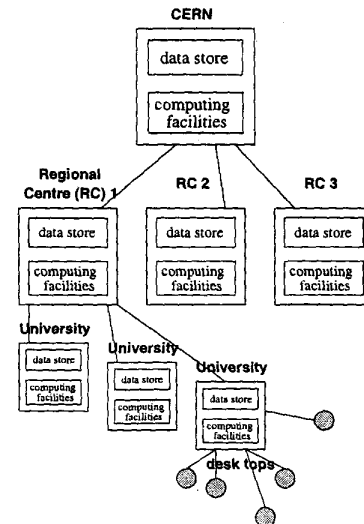 CERN
data store
computing
facilities
Regional
Centre (RC) 1
RC 2
RC 3
data store
computing
facilities
data store
computing
facilities
data store
computing
facilities
University
data store
computing
facilities
University
data store
computing
facilities
University
data store
computing
facilities
desk tops